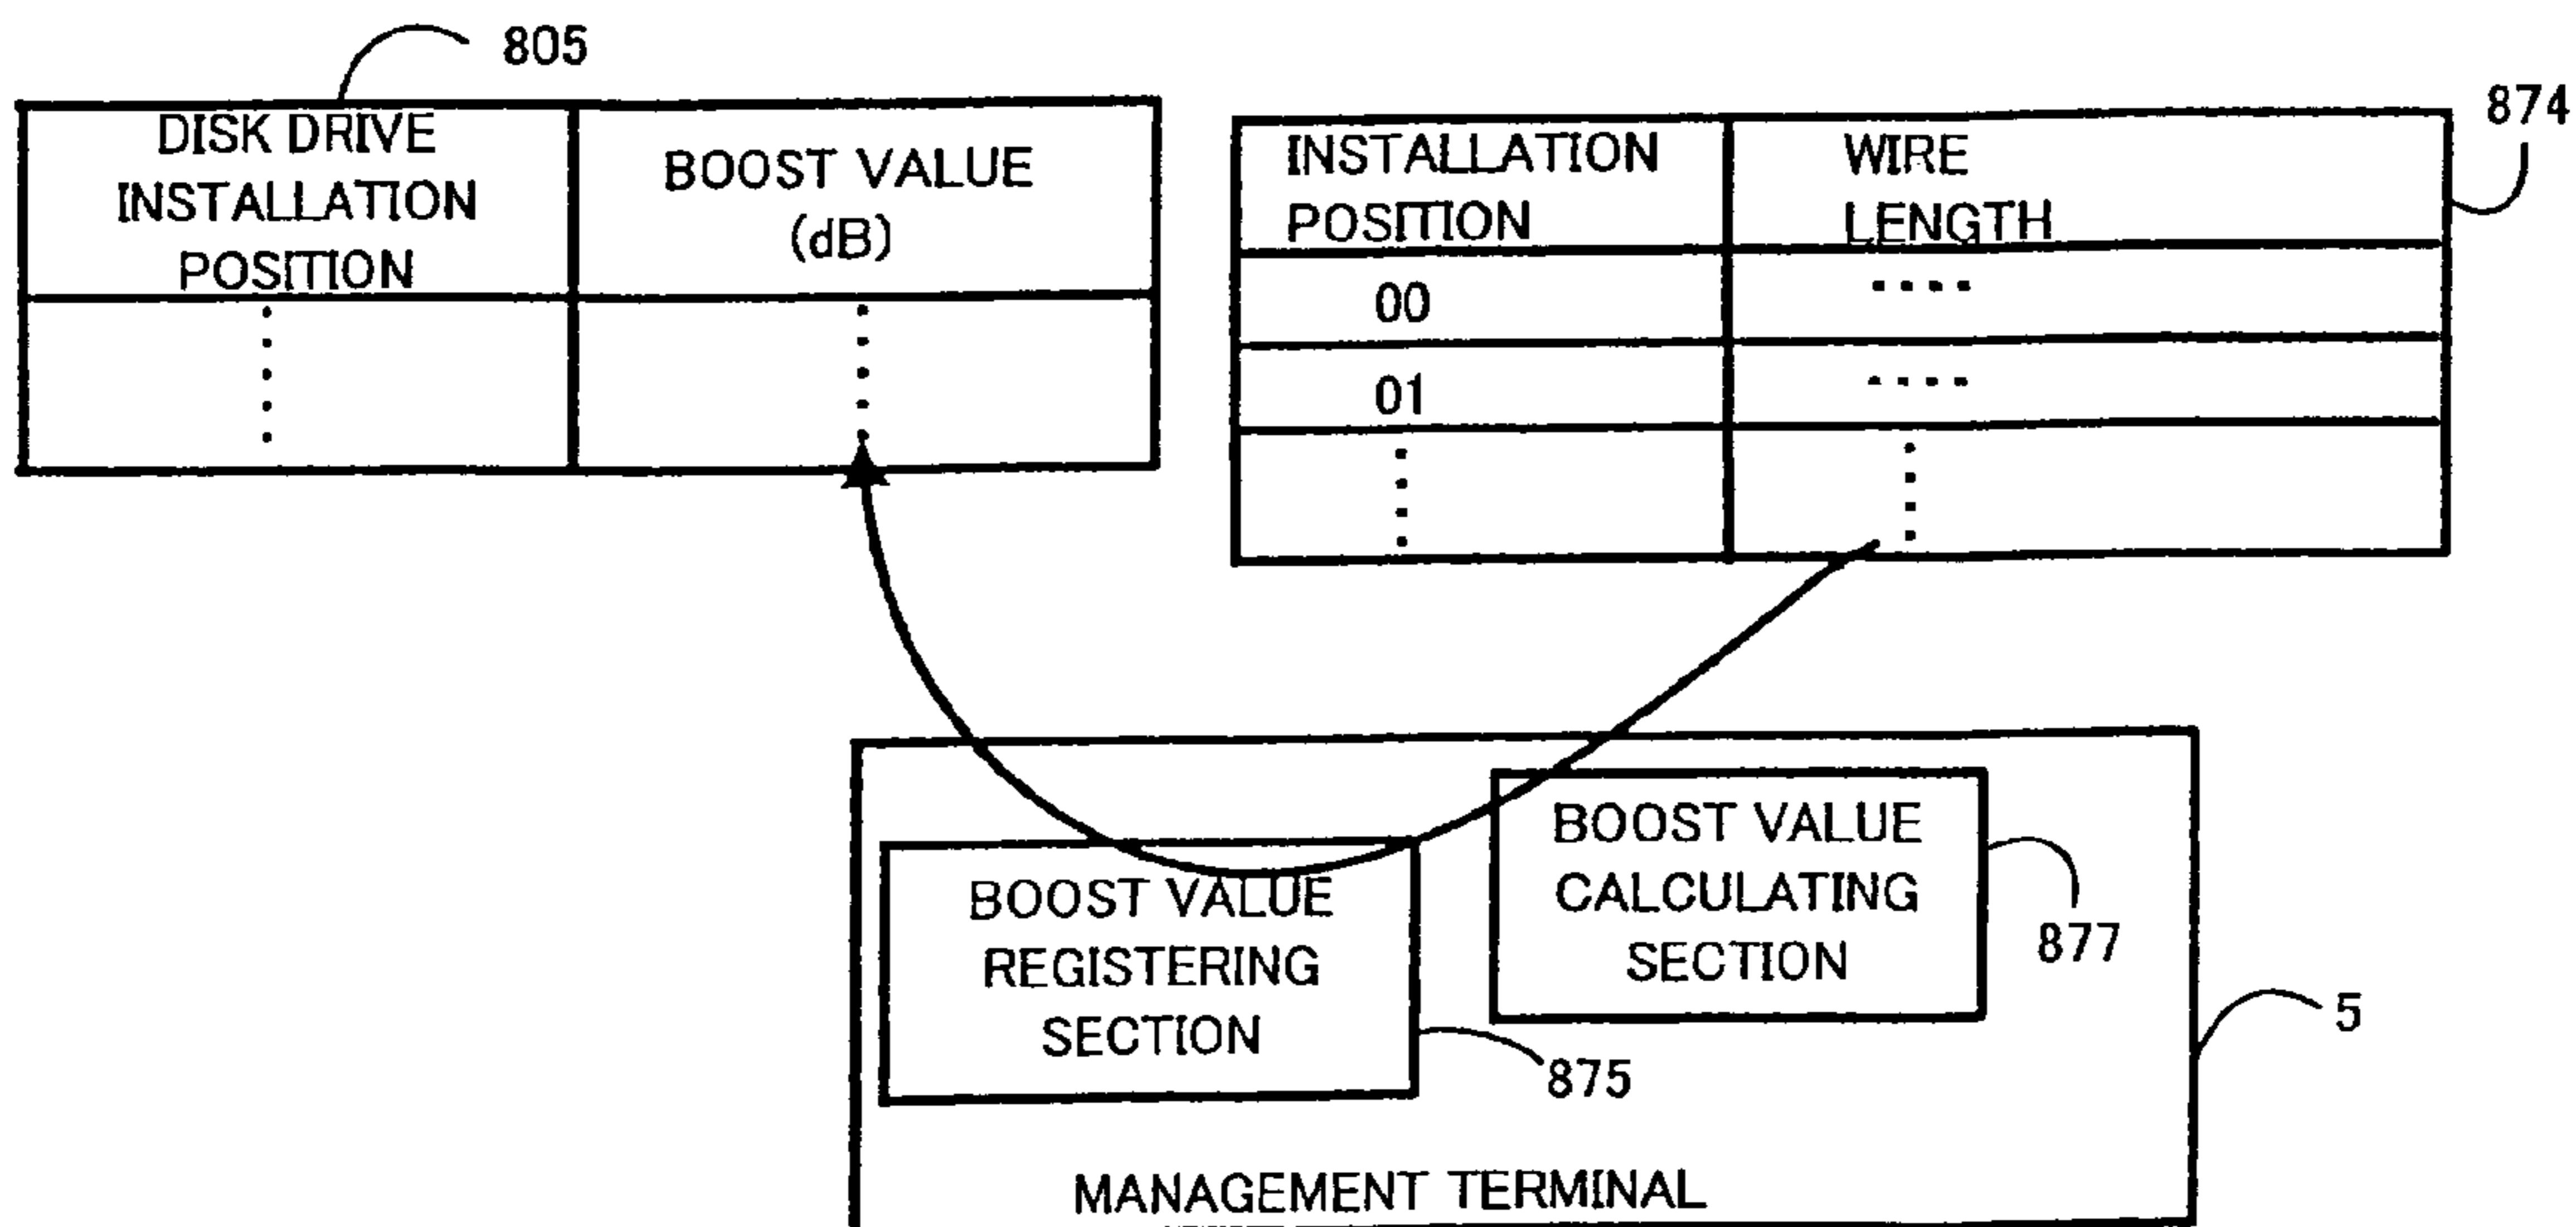 805
DISK DRIVE
INSTALLATION
POSITION
BOOST VALUE
(dB)
874
INSTALLATION
POSITION
WIRE
LENGTH
00
01
BOOST VALUE
REGISTERING
SECTION
875
BOOST VALUE
CALCULATING
SECTION
877
5
MANAGEMENT TERMINAL